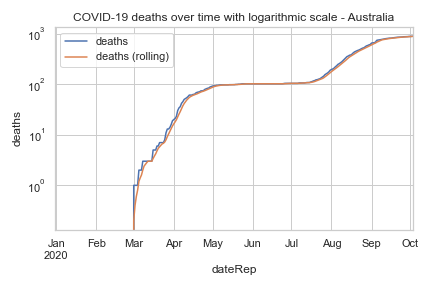 COVID-19 deaths over time with logarithmic scale - Australia
deaths
deaths (rolling)
10³
10²
10¹
10⁰
deaths
Jan Feb Mar Apr May Jun Jul Aug Sep Oct
2020
dateRep